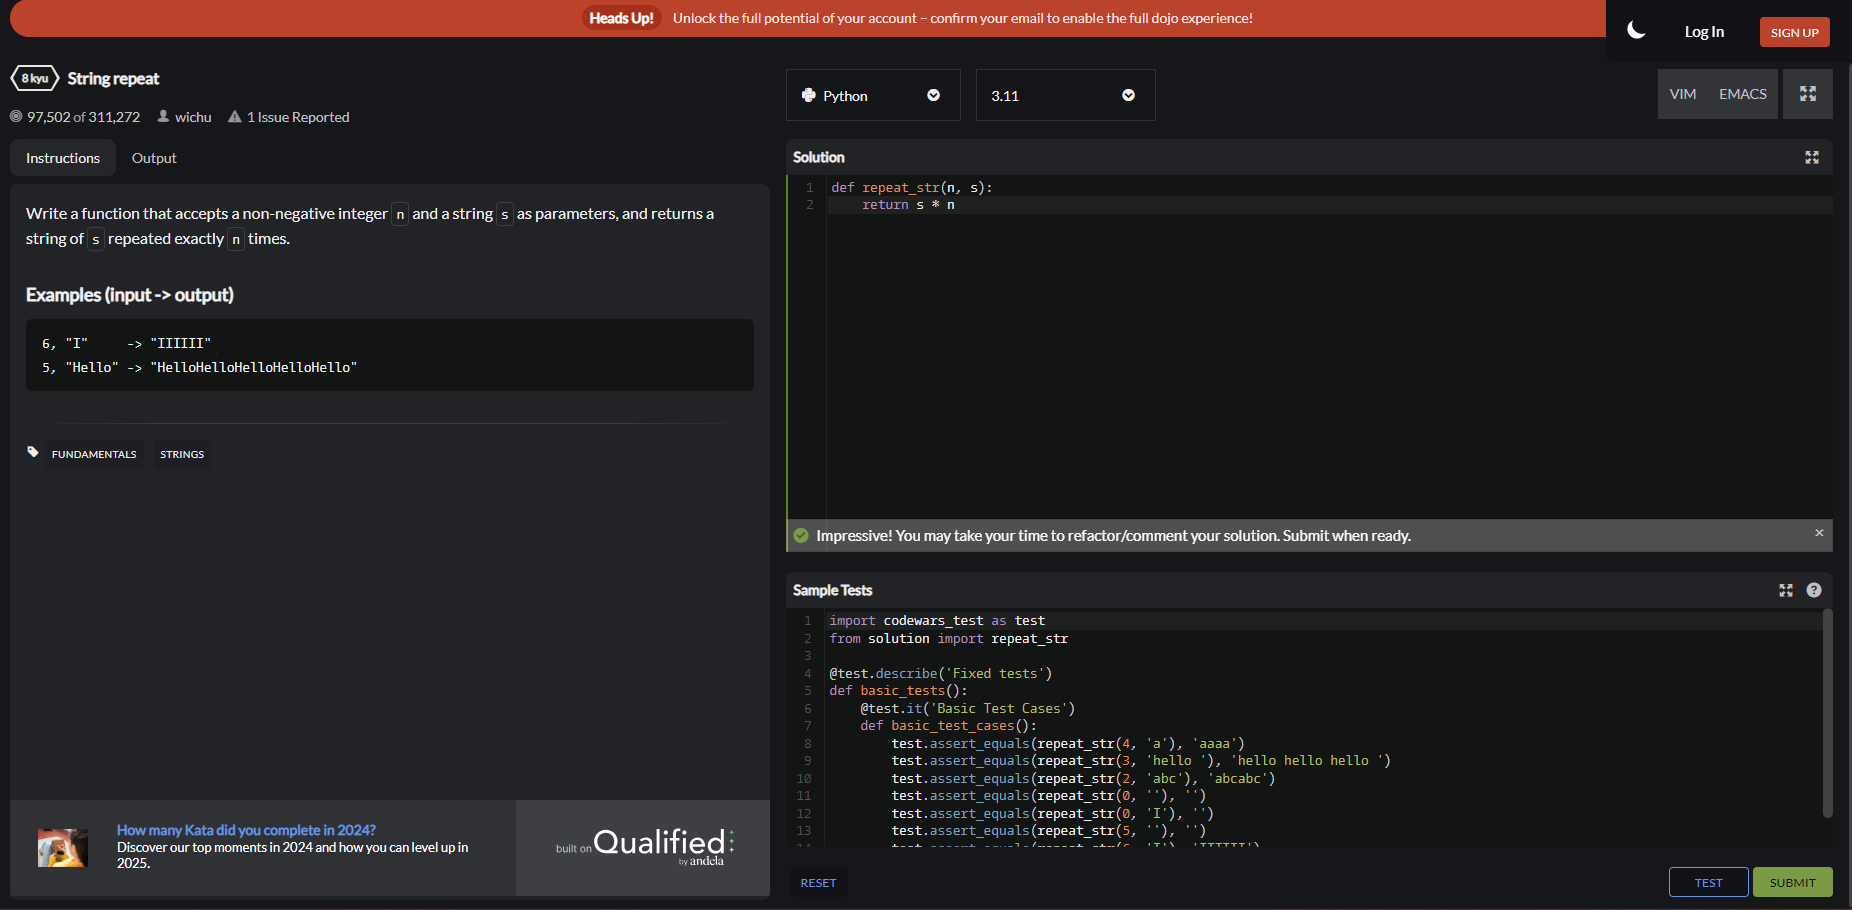 Heads Up! Unlock the full potential of your account – confirm your email to enable the full dojo experience!
Log In
SIGN UP
8 kyu String repeat
97,502 of 311,272 wichu 1 Issue Reported
Instructions Output
Write a function that accepts a non-negative integer n and a string s as parameters, and returns a
string of s repeated exactly n times.
Examples (input -> output)
6, "I"     -> "IIIIII"
5, "Hello" -> "HelloHelloHelloHelloHello"
FUNDAMENTALS STRINGS
How many Kata did you complete in 2024?
Discover our top moments in 2024 and how you can level up in
2025.
built on Qualified
by andela
Python 3.11 VIM EMACS
Solution
1 def repeat_str(n, s):
2     return s * n
Impressive! You may take your time to refactor/comment your solution. Submit when ready. ×
Sample Tests ?
1 import codewars_test as test
2 from solution import repeat_str
3
4 @test.describe('Fixed tests')
5 def basic_tests():
6     @test.it('Basic Test Cases')
7     def basic_test_cases():
8         test.assert_equals(repeat_str(4, 'a'), 'aaaa')
9         test.assert_equals(repeat_str(3, 'hello '), 'hello hello hello ')
10         test.assert_equals(repeat_str(2, 'abc'), 'abcabc')
11         test.assert_equals(repeat_str(0, ''), '')
12         test.assert_equals(repeat_str(0, 'I'), '')
13         test.assert_equals(repeat_str(5, ''), '')
RESET TEST SUBMIT